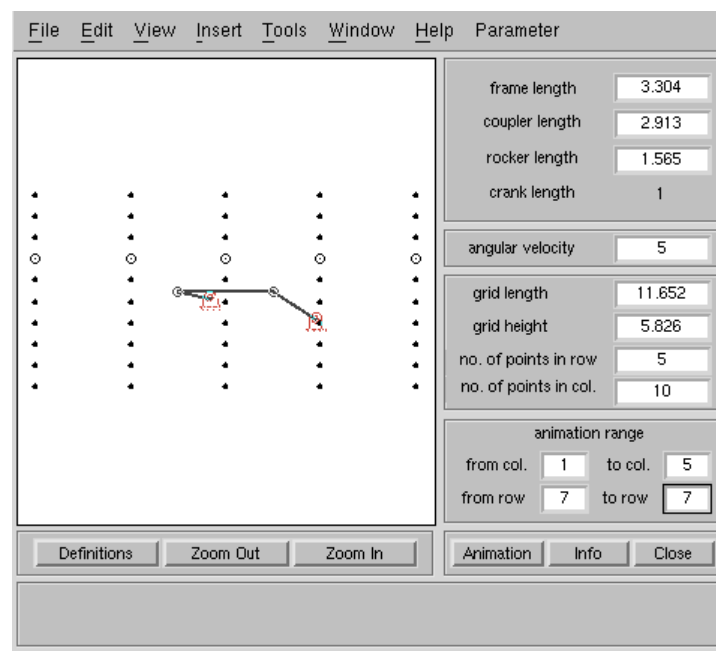 File Edit View Insert Tools Window Help Parameter
frame length 3.304
coupler length 2.913
rocker length 1.565
crank length 1
angular velocity 5
grid length 11.652
grid height 5.826
no. of points in row 5
no. of points in col. 10
animation range
from col. 1 to col. 5
from row 7 to row 7
Definitions Zoom Out Zoom In Animation Info Close